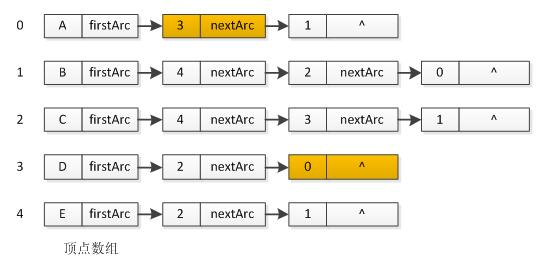 0 A firstArc 3 nextArc 1 ^
1 B firstArc 4 nextArc 2 nextArc 0 ^
2 C firstArc 4 nextArc 3 nextArc 1 ^
3 D firstArc 2 nextArc 0 ^
4 E firstArc 2 nextArc 1 ^
顶点数组